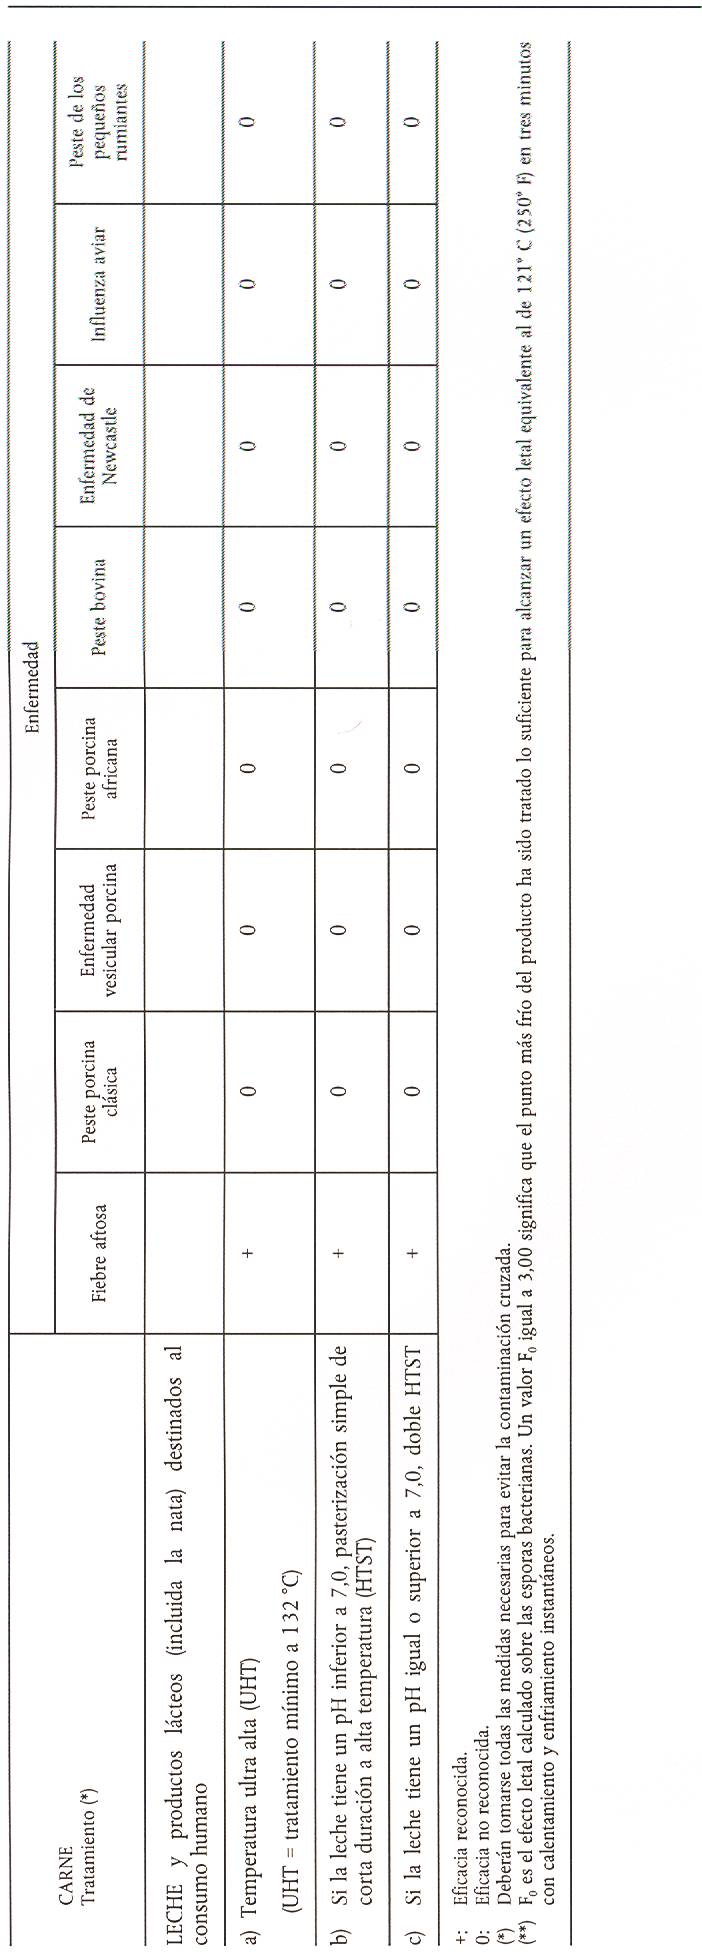 CARNE
Tratamiento (*)
Enfermedad
Fiebre aftosa
Peste porcina
clásica
Enfermedad
vesicular porcina
Peste porcina
africana
Peste bovina
Enfermedad de
Newcastle
Influenza aviar
Peste de los
pequeños
rumiantes
LECHE y productos lácteos (incluida la nata) destinados al
consumo humano
a) Temperatura ultra alta (UHT)
(UHT = tratamiento mínimo a 132 °C)
+ 0 0 0 0 0 0 0
b) Si la leche tiene un pH inferior a 7,0, pasterización simple de
corta duración a alta temperatura (HTST)
+ 0 0 0 0 0 0 0
c) Si la leche tiene un pH igual o superior a 7,0, doble HTST
+ 0 0 0 0 0 0 0
+: Eficacia reconocida.
0: Eficacia no reconocida.
(*) Deberán tomarse todas las medidas necesarias para evitar la contaminación cruzada.
(**) F0 es el efecto letal calculado sobre las esporas bacterianas. Un valor F0 igual a 3,00 significa que el punto más frío del producto ha sido tratado lo suficiente para alcanzar un efecto letal equivalente al de 121° C (250° F) en tres minutos
con calentamiento y enfriamiento instantáneos.